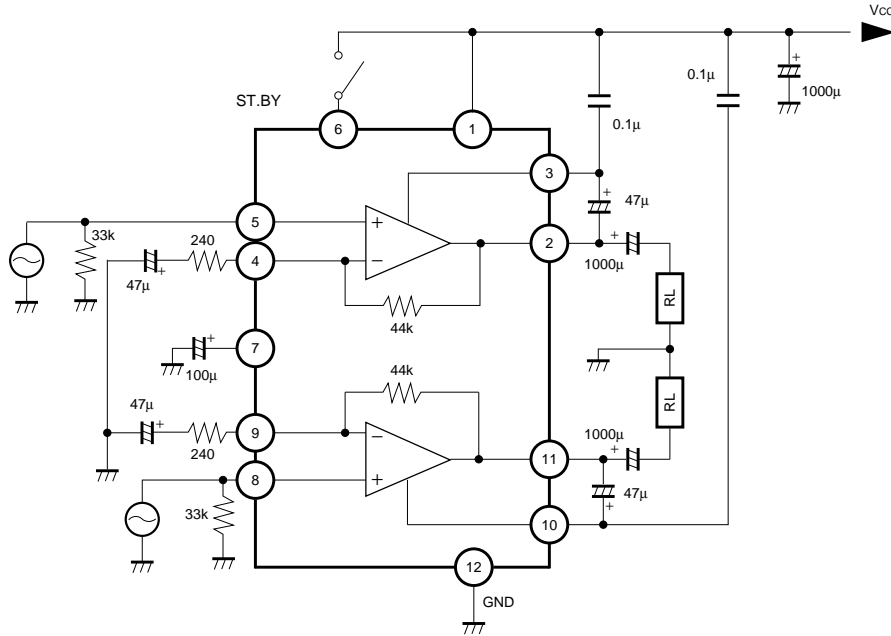 Vcc
ST.BY
6
1
0.1µ
+
1000µ
0.1µ
3
+
47µ
5
+
2
+
33k
240
4
−
1000µ
47µ
+
RL
44k
7
+
100µ
44k
RL
47µ
+
9
−
1000µ
240
+
11
8
+
47µ
33k
+
10
12
GND